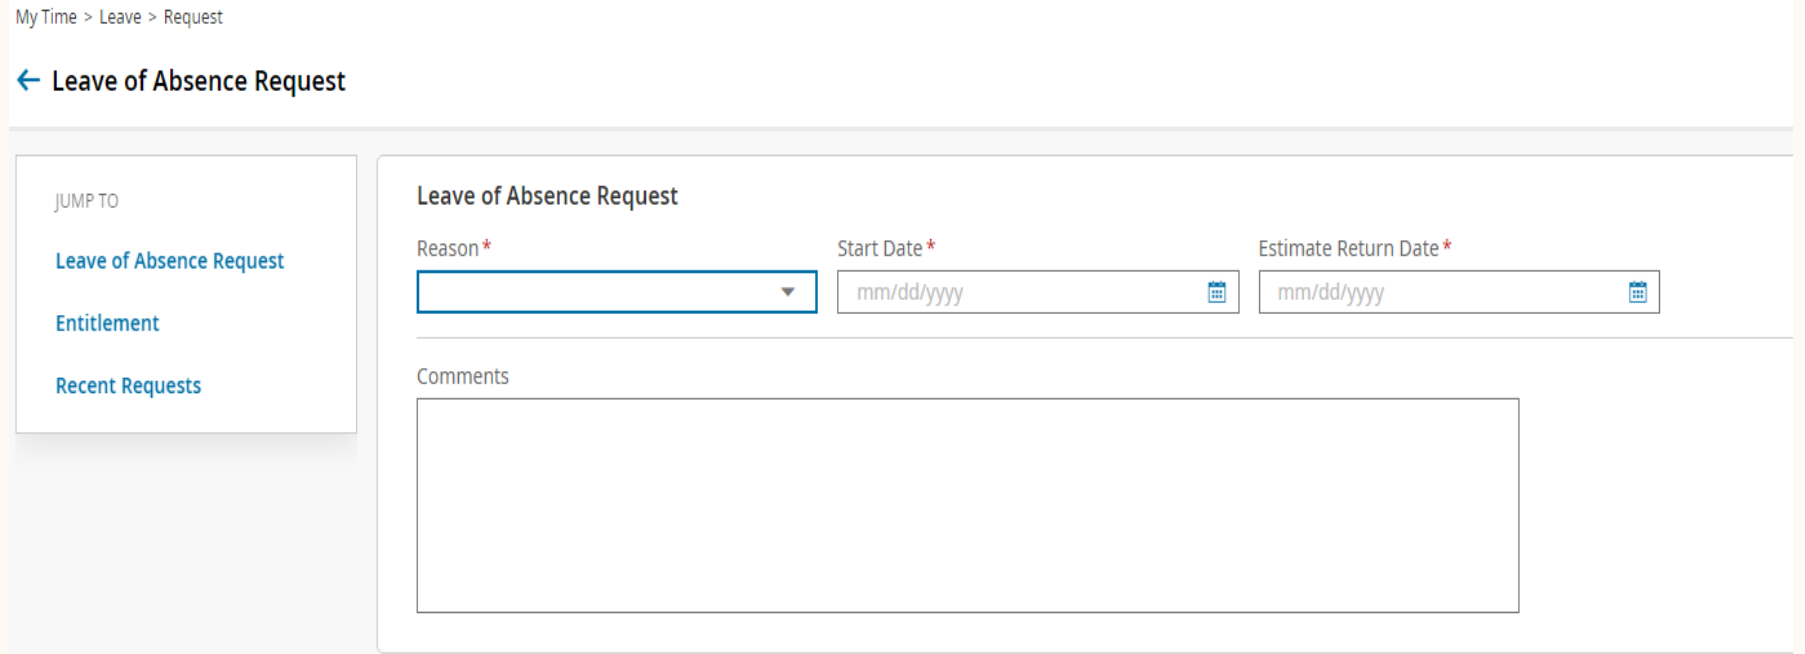 My Time > Leave > Request
← Leave of Absence Request
JUMP TO
Leave of Absence Request
Entitlement
Recent Requests
Leave of Absence Request
Reason* Start Date* Estimate Return Date*
mm/dd/yyyy mm/dd/yyyy
Comments